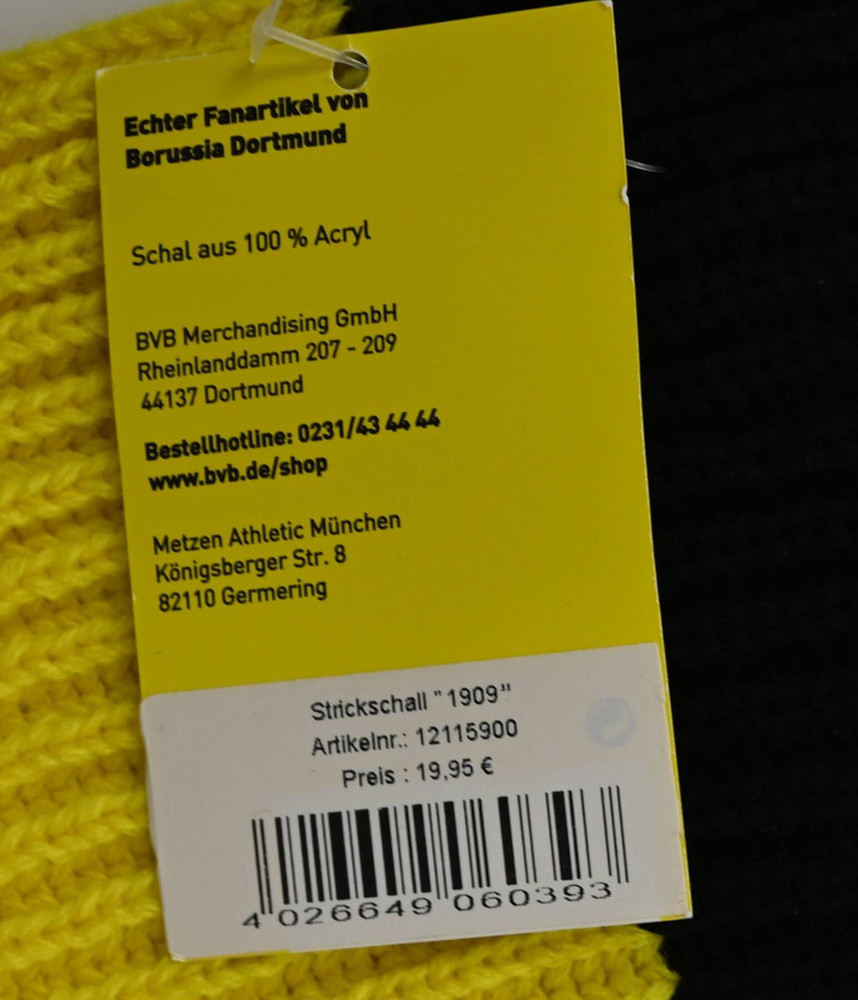 Echter Fanartikel von
Borussia Dortmund
Schal aus 100 % Acryl
BVB Merchandising GmbH
Rheinlanddamm 207 - 209
44137 Dortmund
Bestellhotline: 0231/43 44 44
www.bvb.de/shop
Metzen Athletic München
Königsberger Str. 8
82110 Germering
Strickschall "1909"
Artikelnr.: 12115900
Preis : 19,95 €
4 026649 060393